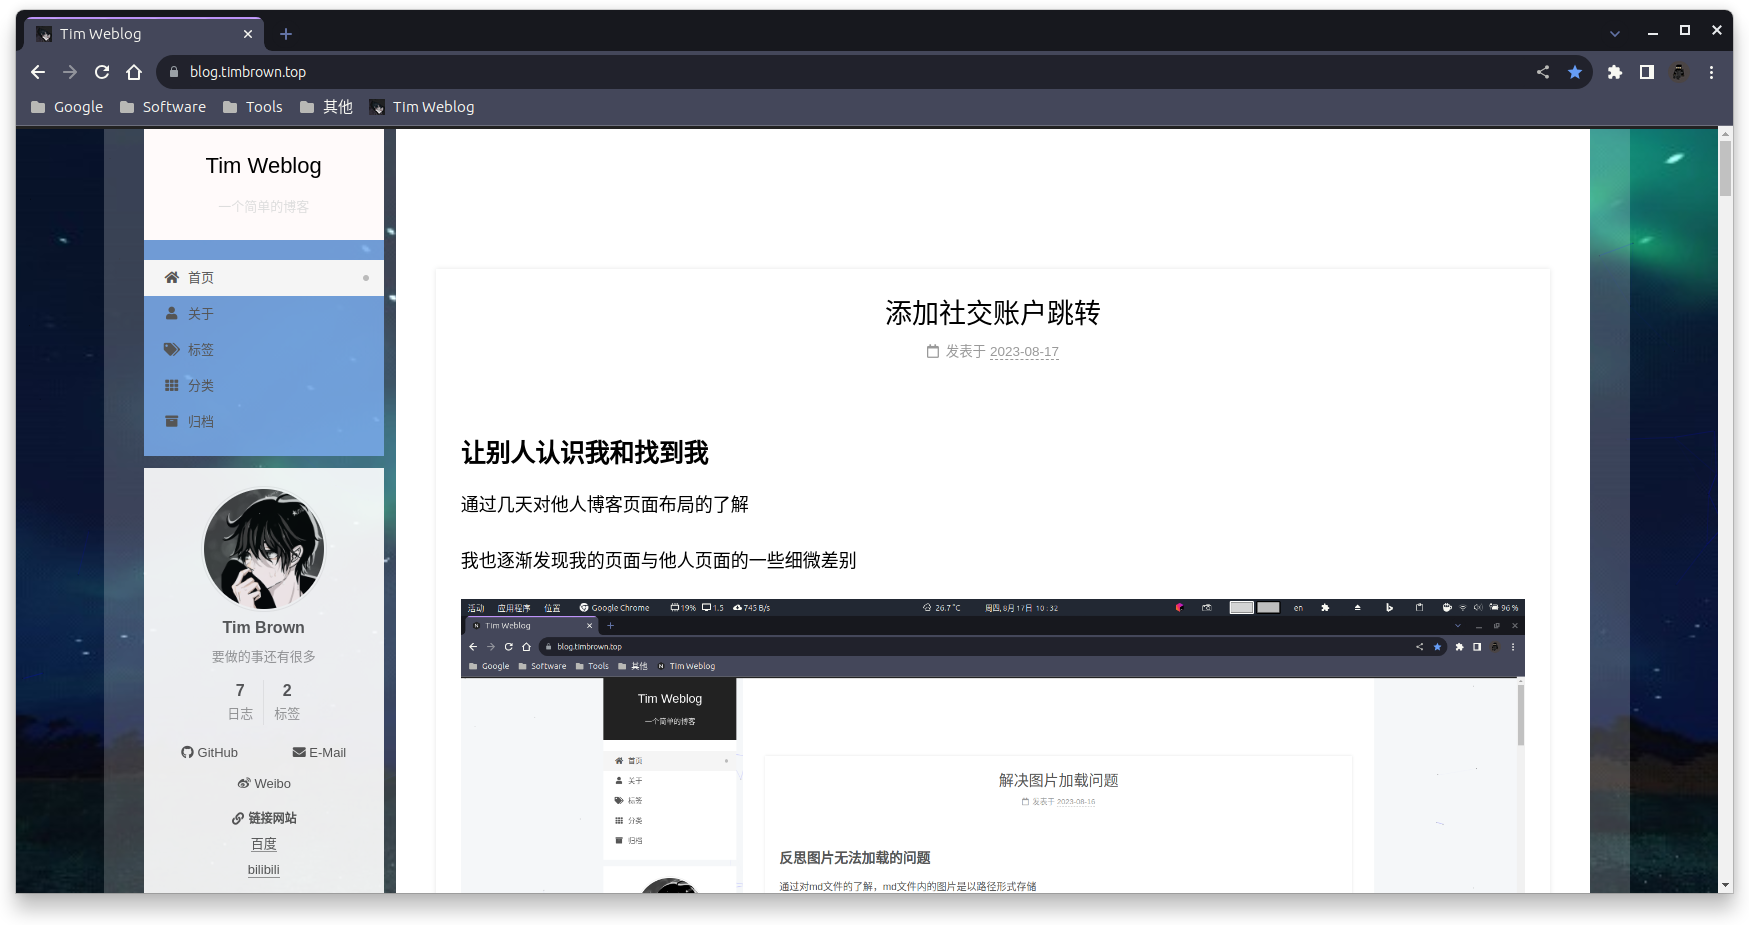 Tim Weblog
blog.timbrown.top
Google Software Tools 其他 Tim Weblog
Tim Weblog
一个简单的博客
首页
关于
标签
分类
归档
Tim Brown
要做的事还有很多
7 2
日志 标签
GitHub E-Mail
Weibo
链接网站
百度
bilibili
添加社交账户跳转
发表于 2023-08-17
让别人认识我和找到我
通过几天对他人博客页面布局的了解
我也逐渐发现我的页面与他人页面的一些细微差别
活动 应用程序 位置 Google Chrome 19% 1.5 745 B/s 26.7 °C 周四, 8月17日 10:32 en 96 %
Tim Weblog
blog.timbrown.top
Google Software Tools 其他 Tim Weblog
Tim Weblog
一个简单的博客
首页
关于
标签
分类
归档
解决图片加载问题
发表于 2023-08-16
反思图片无法加载的问题
通过对md文件的了解，md文件内的图片是以路径形式存储